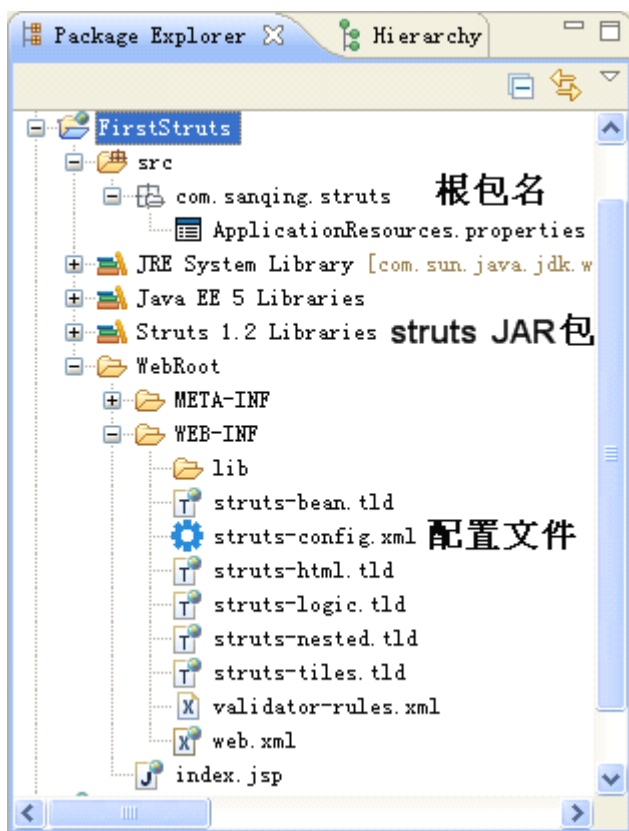 Package Explorer Hierarchy
FirstStruts
src
com.sanqing.struts 根包名
ApplicationResources.properties
JRE System Library [com.sun.java.jdk.w
Java EE 5 Libraries
Struts 1.2 Libraries struts JAR包
WebRoot
META-INF
WEB-INF
lib
struts-bean.tld
struts-config.xml 配置文件
struts-html.tld
struts-logic.tld
struts-nested.tld
struts-tiles.tld
validator-rules.xml
web.xml
index.jsp